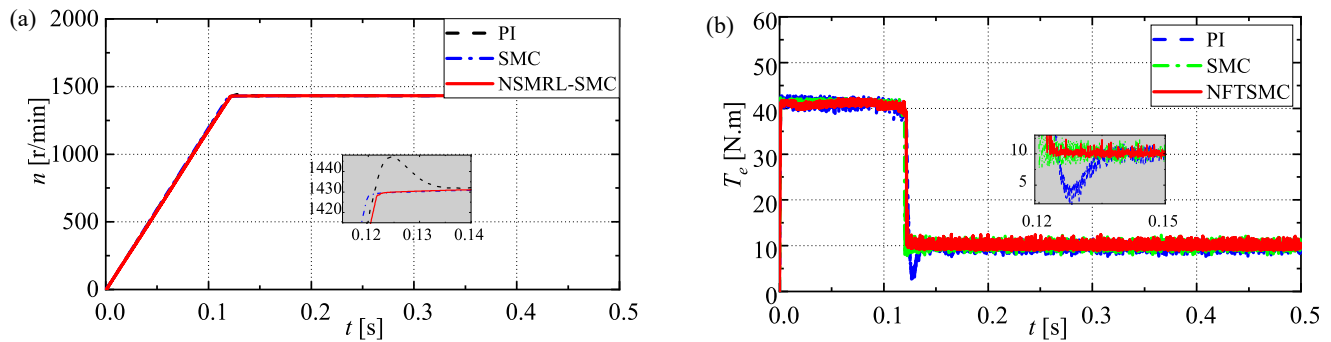 (a)
2000
1500
1000
500
0
n [r/min]
PI
SMC
NSMRL-SMC
1440
1430
1420
0.12 0.13 0.14
0.0 0.1 0.2 0.3 0.4 0.5
t [s]
(b)
60
50
40
30
20
10
0
Te [N.m]
PI
SMC
NFTSMC
10
5
0.12 0.15
0.0 0.1 0.2 0.3 0.4 0.5
t [s]